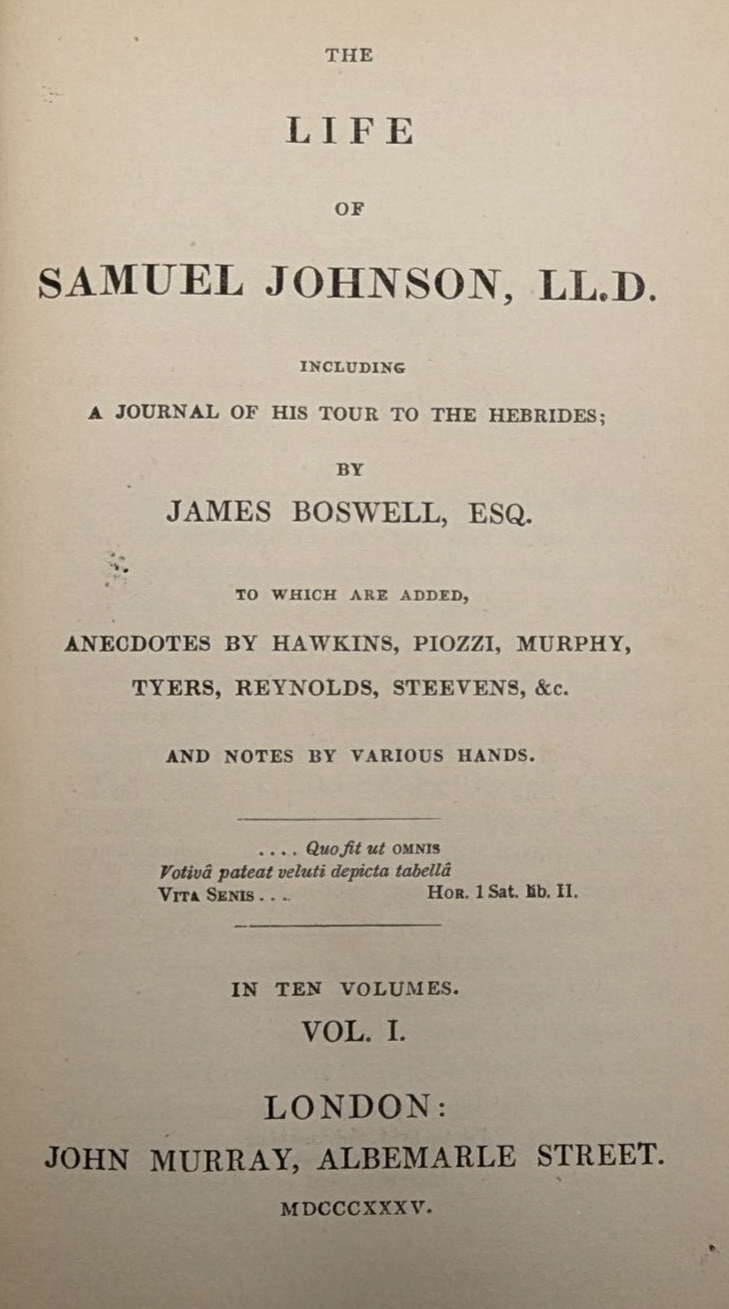 THE
LIFE
OF
SAMUEL JOHNSON, LL.D.
INCLUDING
A JOURNAL OF HIS TOUR TO THE HEBRIDES;
BY
JAMES BOSWELL, ESQ.
TO WHICH ARE ADDED,
ANECDOTES BY HAWKINS, PIOZZI, MURPHY,
TYERS, REYNOLDS, STEEVENS, &c.
AND NOTES BY VARIOUS HANDS.
.... Quo fit ut OMNIS
Votivâ pateat veluti depicta tabellâ
VITA SENIS.... HOR. 1 Sat. lib. II.
IN TEN VOLUMES.
VOL. I.
LONDON:
JOHN MURRAY, ALBEMARLE STREET.
MDCCCXXXV.